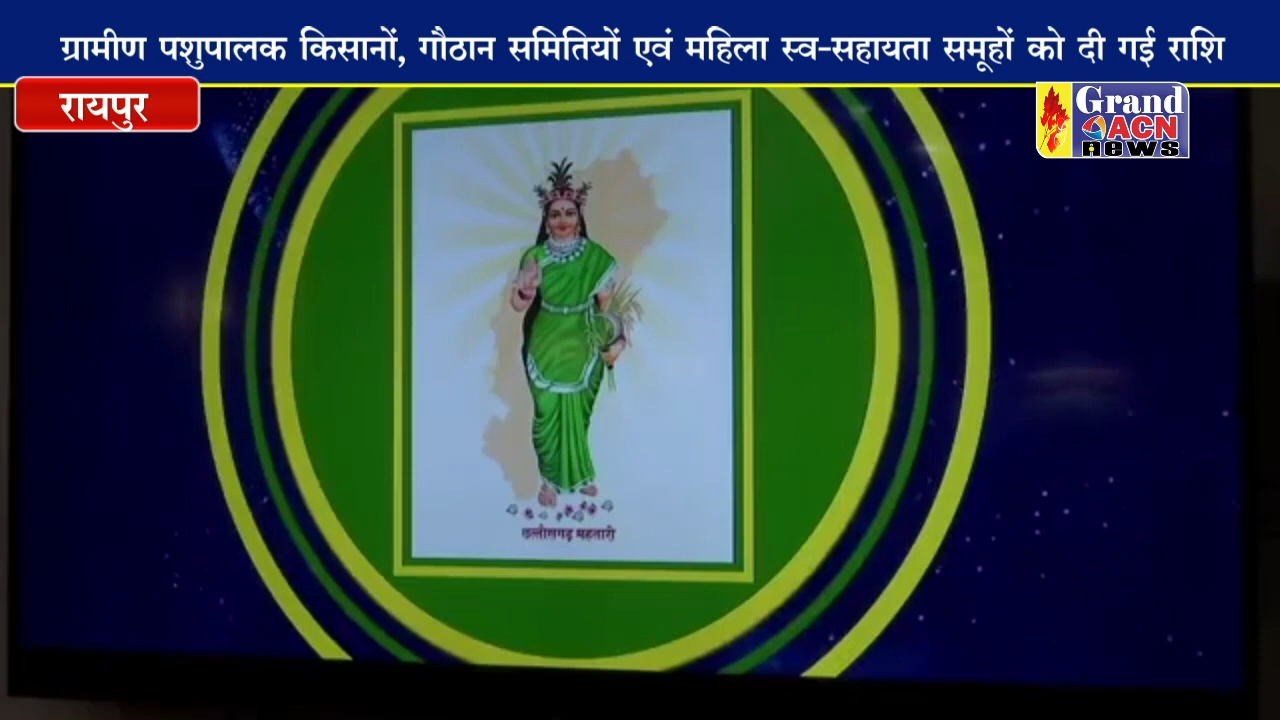 ग्रामीण पशुपालक किसानों, गौठान समितियों एवं महिला स्व-सहायता समूहों को दी गई राशि
रायपुर
Grand
ACN
news
छत्तीसगढ़ महतारी